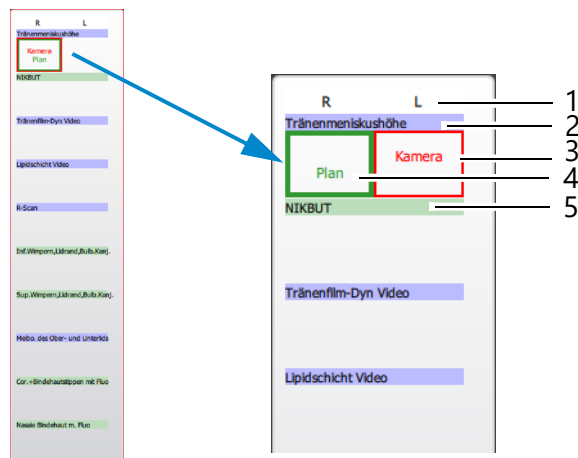 R L
Tränenmeniskushöhe
Kamera
Plan
NIKBUT
Tränenfilm-Dyn Video
Lipidschicht Video
R-Scan
Inf.Wimpern,Lidrand,Bulb.Konj.
Sup.Wimpern,Lidrand,Bulb.Konj.
Meibo. des Ober- und Unterlids
Cor.+Bindehautstippen mit Fluo
Nasale Bindehaut m. Fluo
R L 1
Tränenmeniskushöhe 2
Kamera 3
Plan 4
NIKBUT 5
Tränenfilm-Dyn Video
Lipidschicht Video